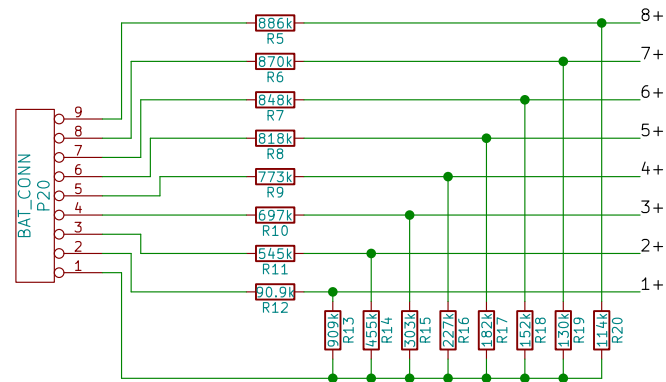 886k
R5
8+
870k
R6
7+
848k
R7
6+
818k
R8
5+
773k
R9
4+
697k
R10
3+
545k
R11
2+
90.9k
R12
1+
BAT_CONN
P20
9
8
7
6
5
4
3
2
1
909k
R13
455k
R14
303k
R15
227k
R16
182k
R17
152k
R18
130k
R19
114k
R20